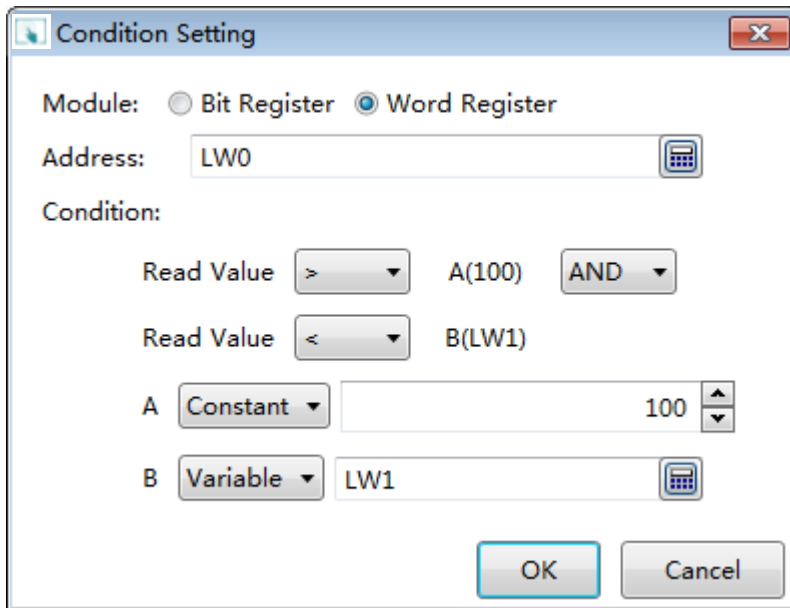 Condition Setting
Module: Bit Register Word Register
Address: LW0
Condition:
Read Value > A(100) AND
Read Value < B(LW1)
A Constant 100
B Variable LW1
OK Cancel